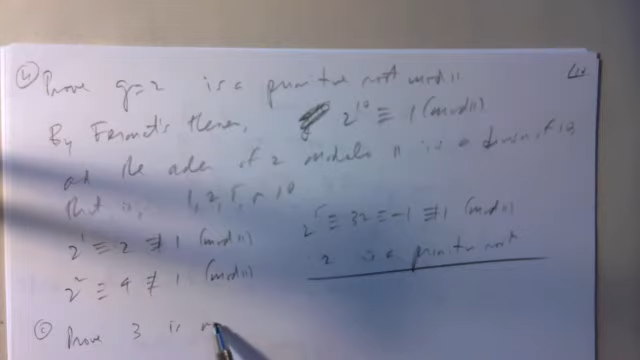 (b) Prove g=2 is a primitive root mod 11
By Fermat's theorem, 2^10 ≡ 1 (mod 11)
and the order of 2 modulo 11 is a divisor of 10
that is, 1, 2, 5, or 10
2^1 ≡ 2 ≢ 1 (mod 11)
2^2 ≡ 4 ≢ 1 (mod 11)
2^5 ≡ 32 ≡ -1 ≢ 1 (mod 11)
2 is a primitive root
(c) Prove 3 is